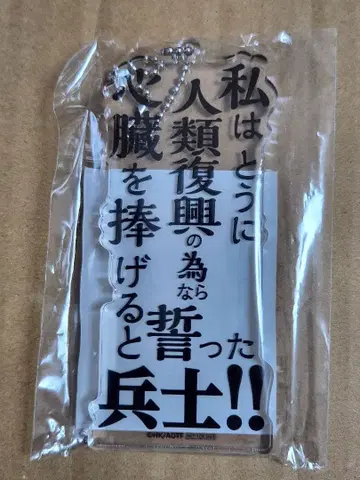 私はとうに
人類復興の為なら
心臓を捧げると
誓った
兵士!!